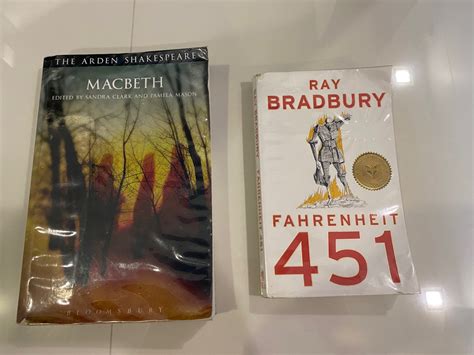 THE ARDEN SHAKESPEARE
MACBETH
EDITED BY SANDRA CLARK AND PAMELA MASON
BLOOMSBURY
RAY
BRADBURY
FAHRENHEIT
451